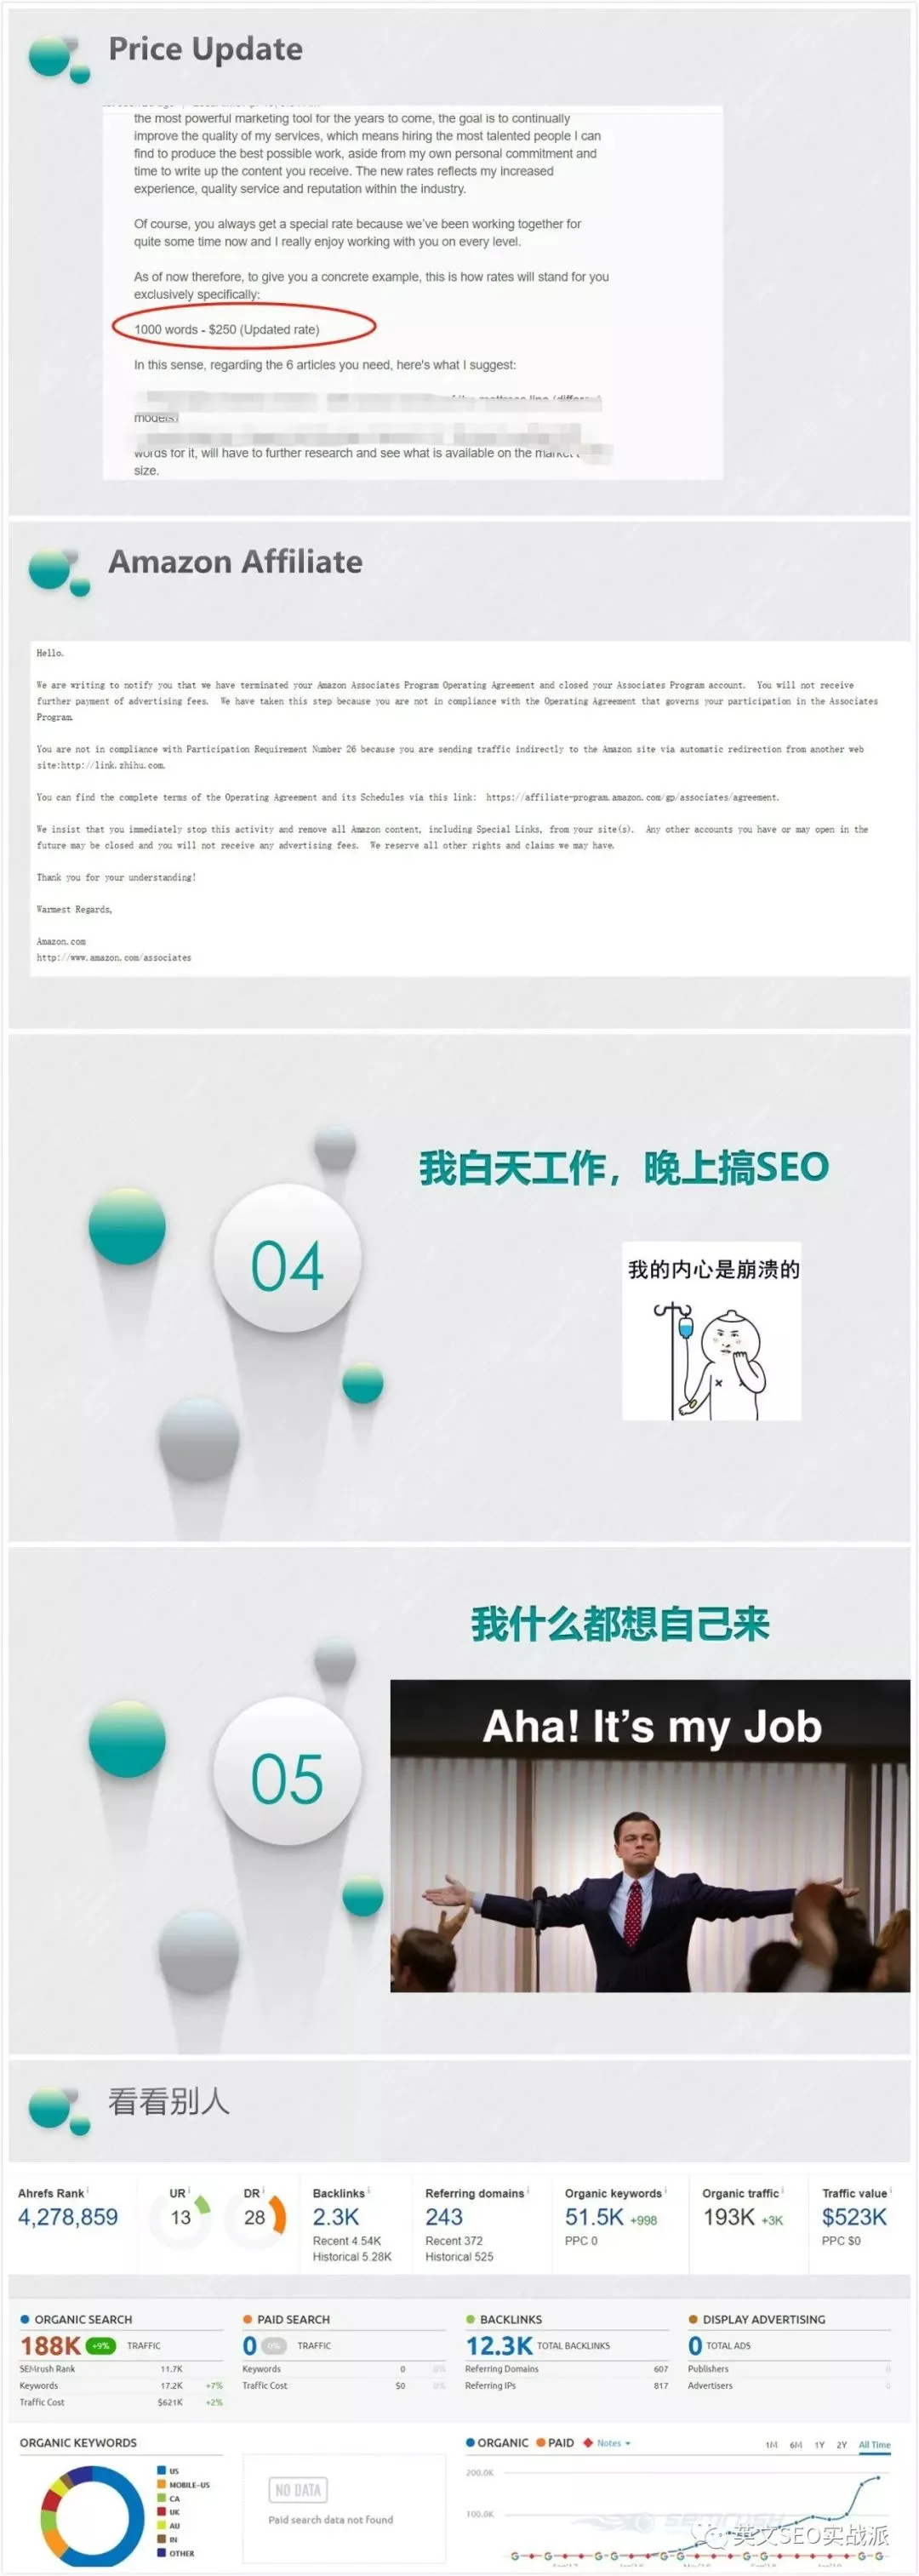 Price Update
the most powerful marketing tool for the years to come, the goal is to continually
improve the quality of my services, which means hiring the most talented people I can
find to produce the best possible work, aside from my own personal commitment and
time to write up the content you receive. The new rates reflects my increased
experience, quality service and reputation within the industry.
Of course, you always get a special rate because we've been working together for
quite some time now and I really enjoy working with you on every level.
As of now therefore, to give you a concrete example, this is how rates will stand for you
exclusively specifically:
1000 words - $250 (Updated rate)
In this sense, regarding the 6 articles you need, here's what I suggest:
models)
words for it, will have to further research and see what is available on the market
size.
Amazon Affiliate
Hello.
We are writing to notify you that we have terminated your Amazon Associates Program Operating Agreement and closed your Associates Program account. You will not receive
further payment of advertising fees. We have taken this step because you are not in compliance with the Operating Agreement that governs your participation in the Associates
Program.
You are not in compliance with Participation Requirement Number 26 because you are sending traffic indirectly to the Amazon site via automatic redirection from another web
site:http://link.zhihu.com.
You can find the complete terms of the Operating Agreement and its Schedules via this link: https://affiliate-program.amazon.com/gp/associates/agreement.
We insist that you immediately stop this activity and remove all Amazon content, including Special Links, from your site(s). Any other accounts you have or may open in the
future may be closed and you will not receive any advertising fees. We reserve all other rights and claims we may have.
Thank you for your understanding!
Warmest Regards,
Amazon.com
http://www.amazon.com/associates
我白天工作，晚上搞SEO
04
我的内心是崩溃的
我什么都想自己来
05
Aha! It's my Job
看看别人
Ahrefs Rank
4,278,859
UR
13
DR
28
Backlinks
2.3K
Recent 4.54K
Historical 5.28K
Referring domains
243
Recent 372
Historical 525
Organic keywords
51.5K +998
PPC 0
Organic traffic
193K +3K
Traffic value
$523K
PPC $0
ORGANIC SEARCH
188K +9% TRAFFIC
SEMrush Rank 11.7K
Keywords 17.2K +7%
Traffic Cost $621K +2%
PAID SEARCH
0 0% TRAFFIC
Keywords 0 0%
Traffic Cost $0 0%
BACKLINKS
12.3K TOTAL BACKLINKS
Referring Domains 607
Referring IPs 817
DISPLAY ADVERTISING
0 TOTAL ADS
Publishers 0
Advertisers 0
ORGANIC KEYWORDS
US
MOBILE-US
CA
UK
AU
IN
OTHER
NO DATA
Paid search data not found
ORGANIC PAID Notes
1M 6M 1Y 2Y All Time
200.0K
100.0K
semrush
英文SEO实战派